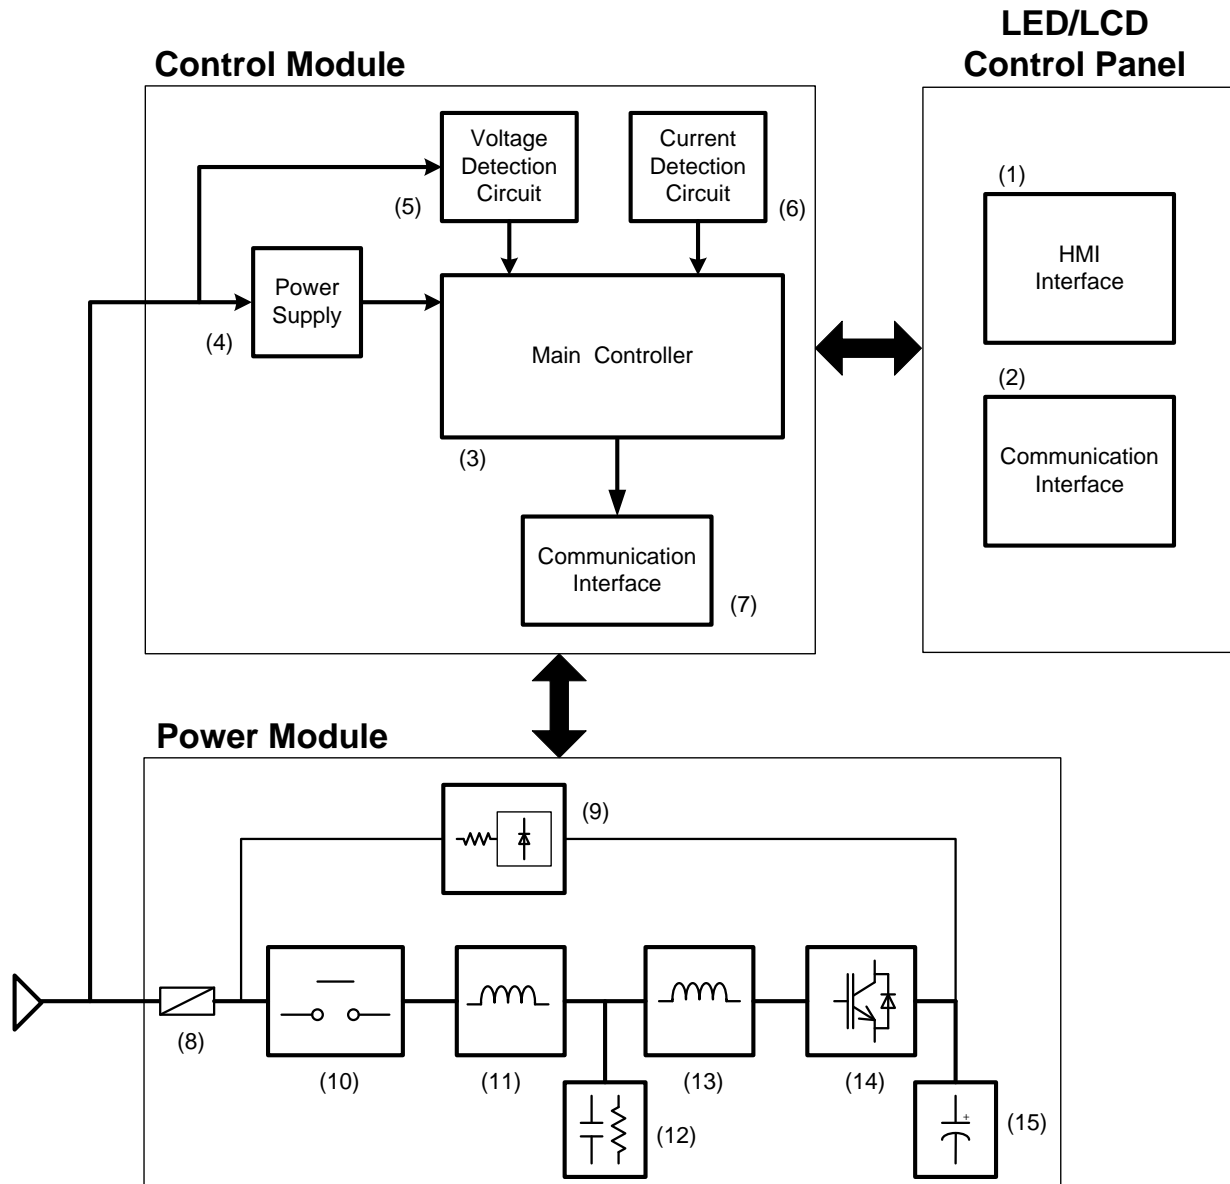 LED/LCD
Control Panel
Control Module
Voltage
Detection
Circuit
(5)
Current
Detection
Circuit
(6)
(1)
HMI
Interface
Power
Supply
(4)
Main Controller
(3)
(2)
Communication
Interface
Communication
Interface
(7)
Power Module
(9)
(8)
(10)
(11)
(13)
(14)
(12)
+
(15)